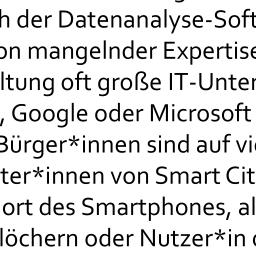 h der Datenanalyse-Soft
on mangelnder Expertise
ltung oft große IT-Unter
, Google oder Microsoft
Bürger*innen sind auf vi
ter*innen von Smart Cit
ort des Smartphones, al
löchern oder Nutzer*in